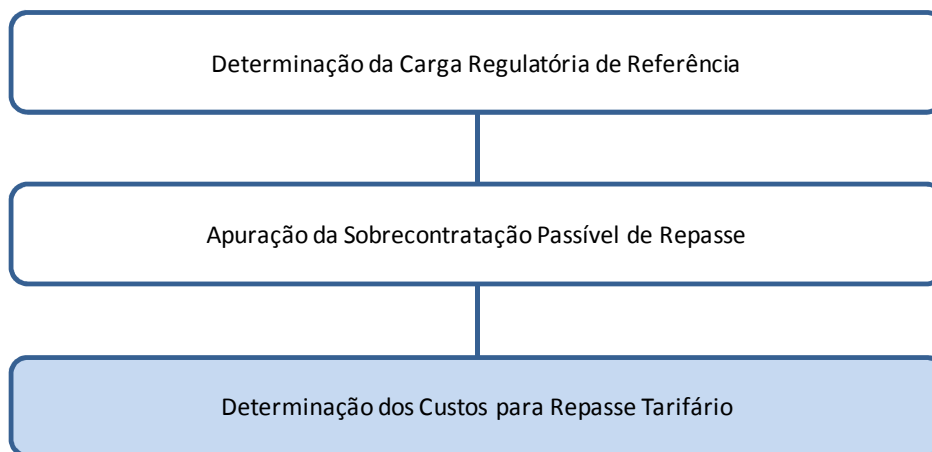 Determinação da Carga Regulatória de Referência
Apuração da Sobrecontratação Passível de Repasse
Determinação dos Custos para Repasse Tarifário